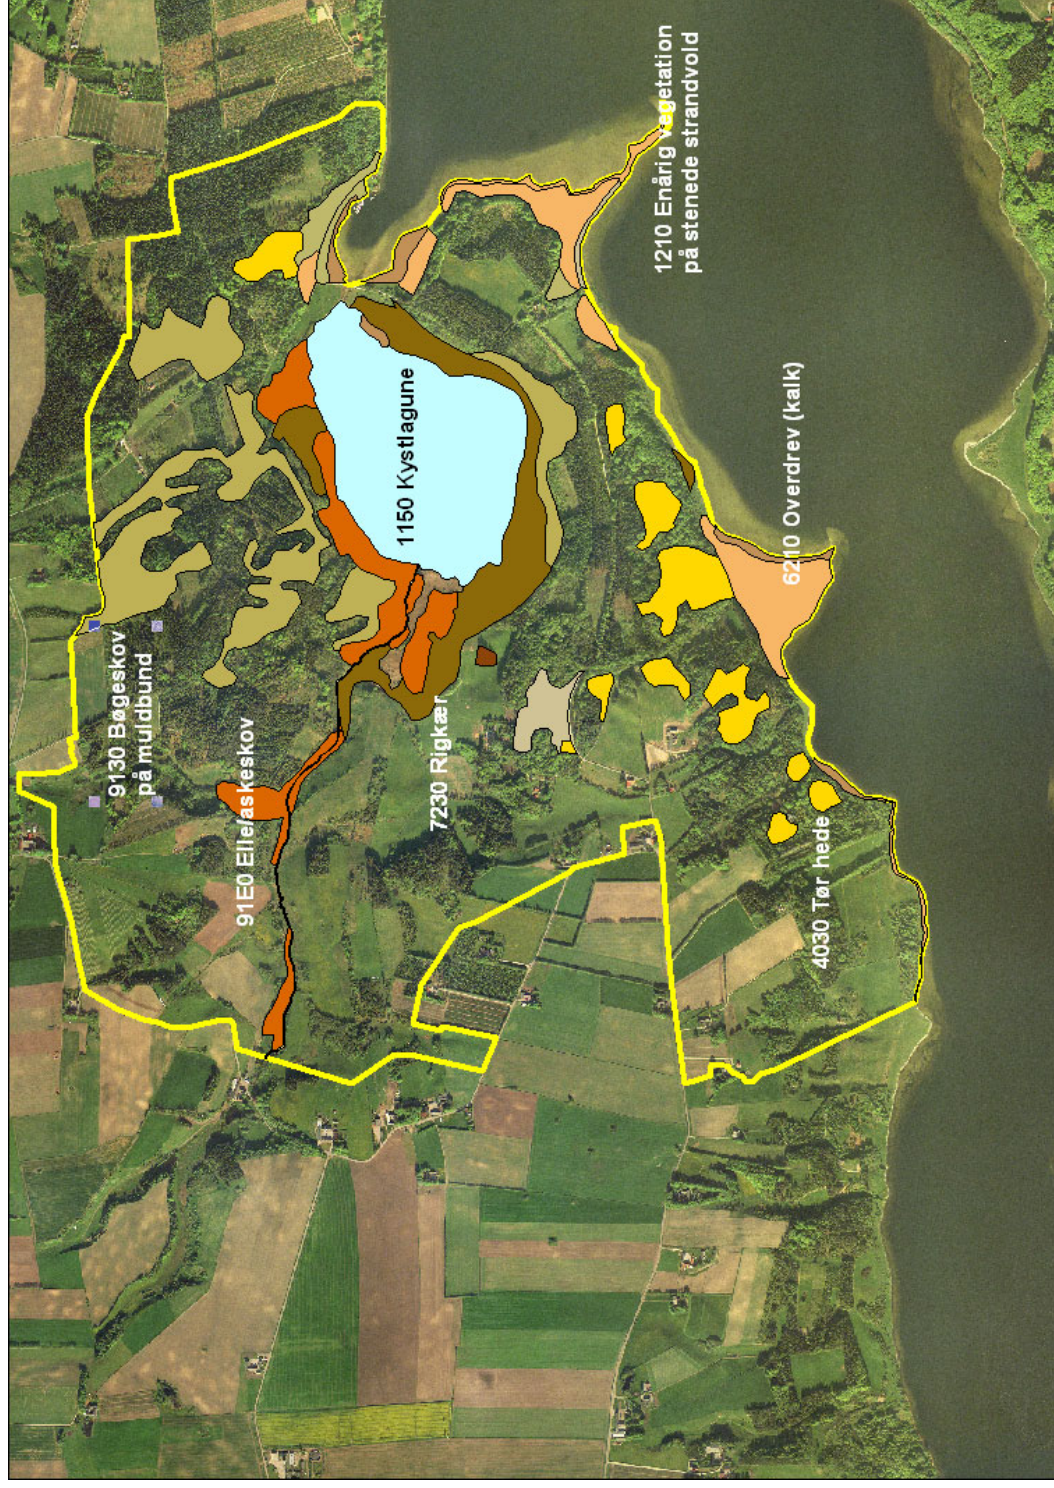 9130 Bøgeskov
på muldbund
91E0 Elle/askeskov
1150 Kystlagune
7230 Rigkær
1210 Enårig vegetation
på stenede strandvold
6210 Overdrev (kalk)
4030 Tør hede